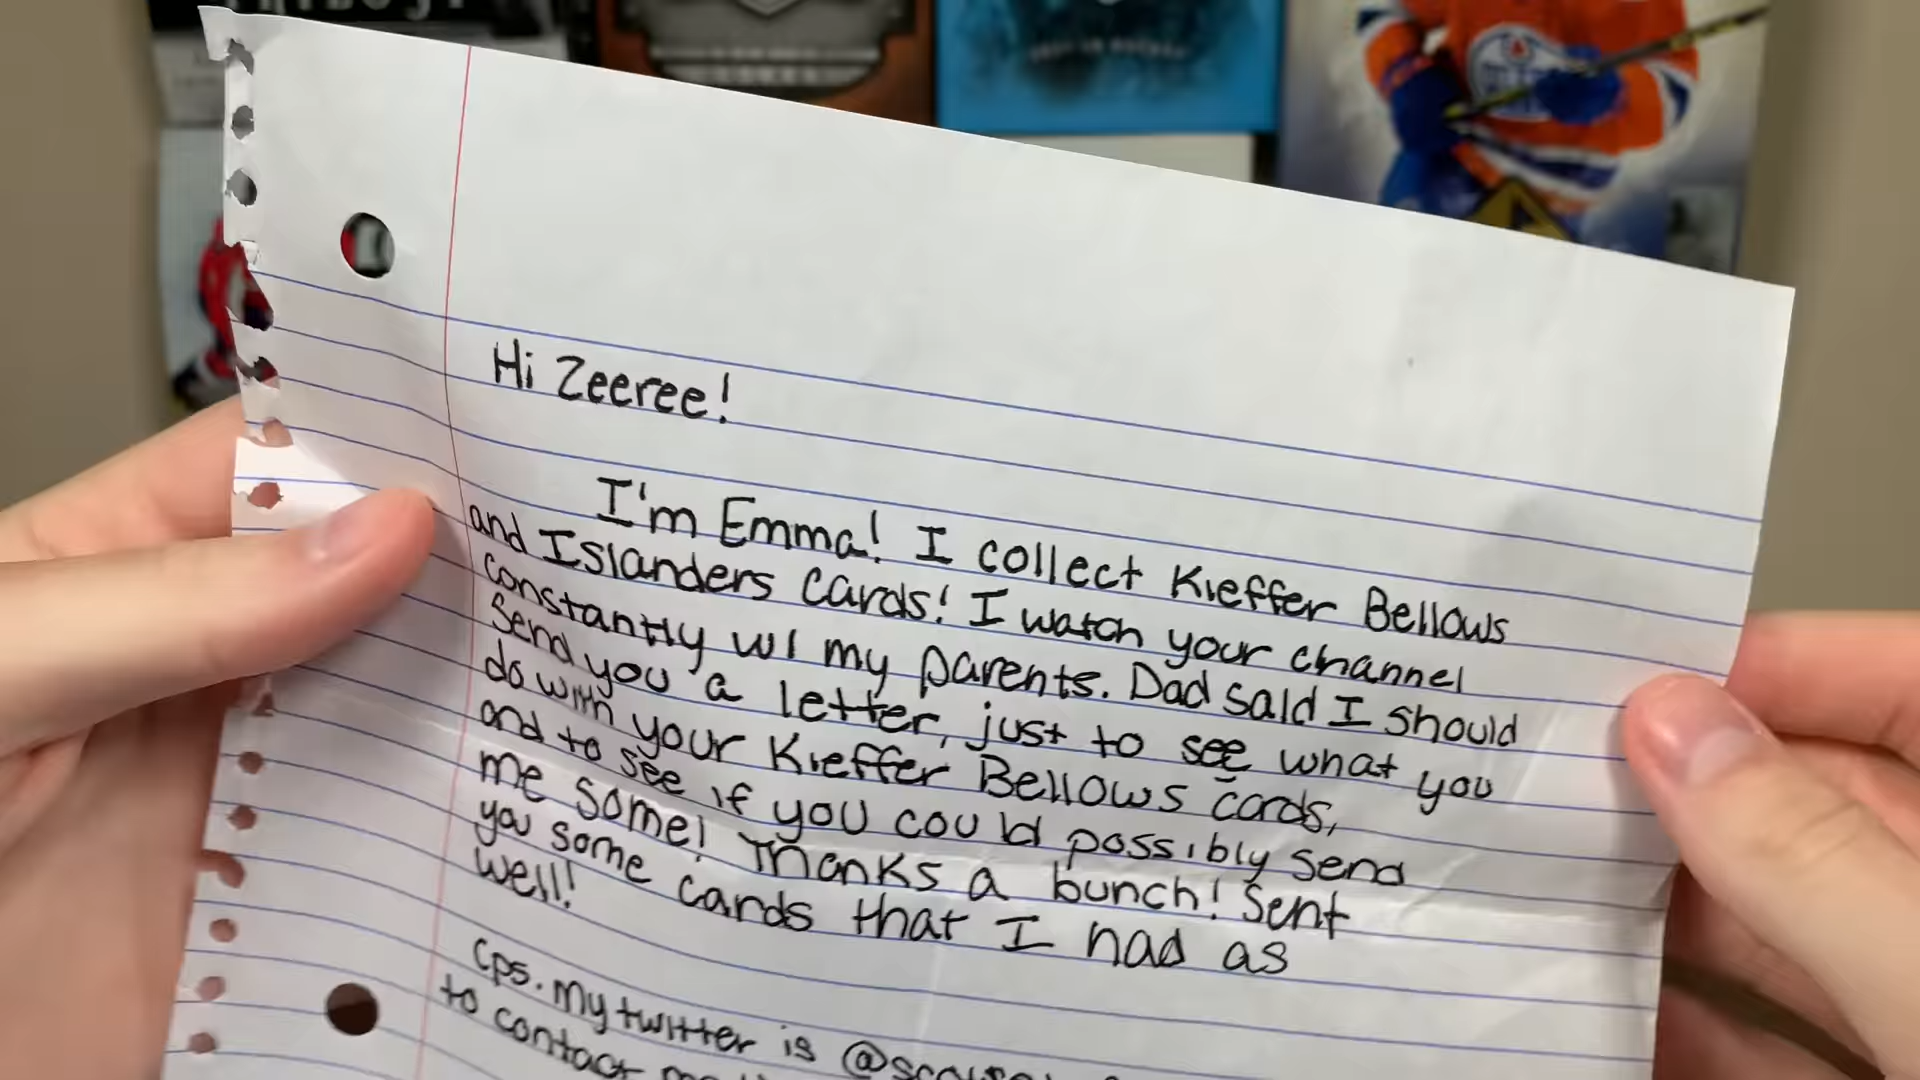 Hi Zeeree!
I'm Emma! I collect Kieffer Bellows
and Islanders cards! I watch your channel
constantly w/ my parents. Dad said I should
send you a letter, just to see what you
do with your Kieffer Bellows cards,
and to see if you could possibly send
me some! Thanks a bunch! Sent
you some cards that I had as
well!
(ps. my twitter is
to contact